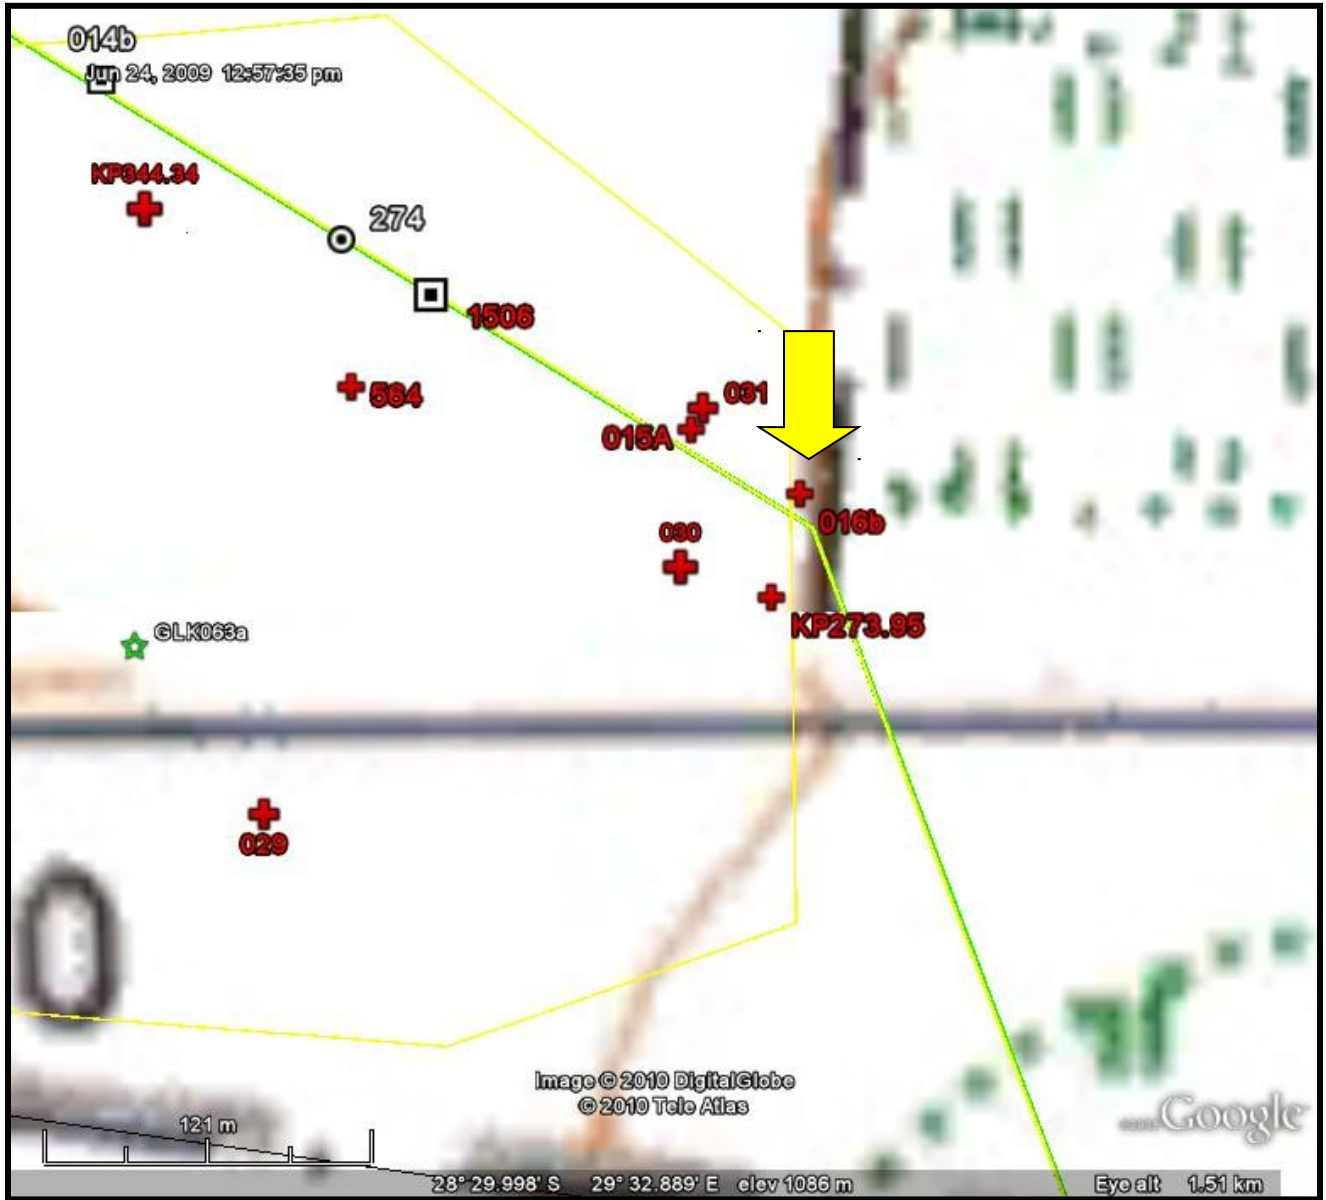 014b
Jun 24, 2009 12:57:35 pm
KP344.34
274
1506
564
031
015A
016b
030
KP273.95
GLK063a
029
0
Image © 2010 DigitalGlobe
© 2010 Tele Atlas
Google
121 m
28° 29.998' S 29° 32.889' E elev 1086 m Eye alt 1.51 km